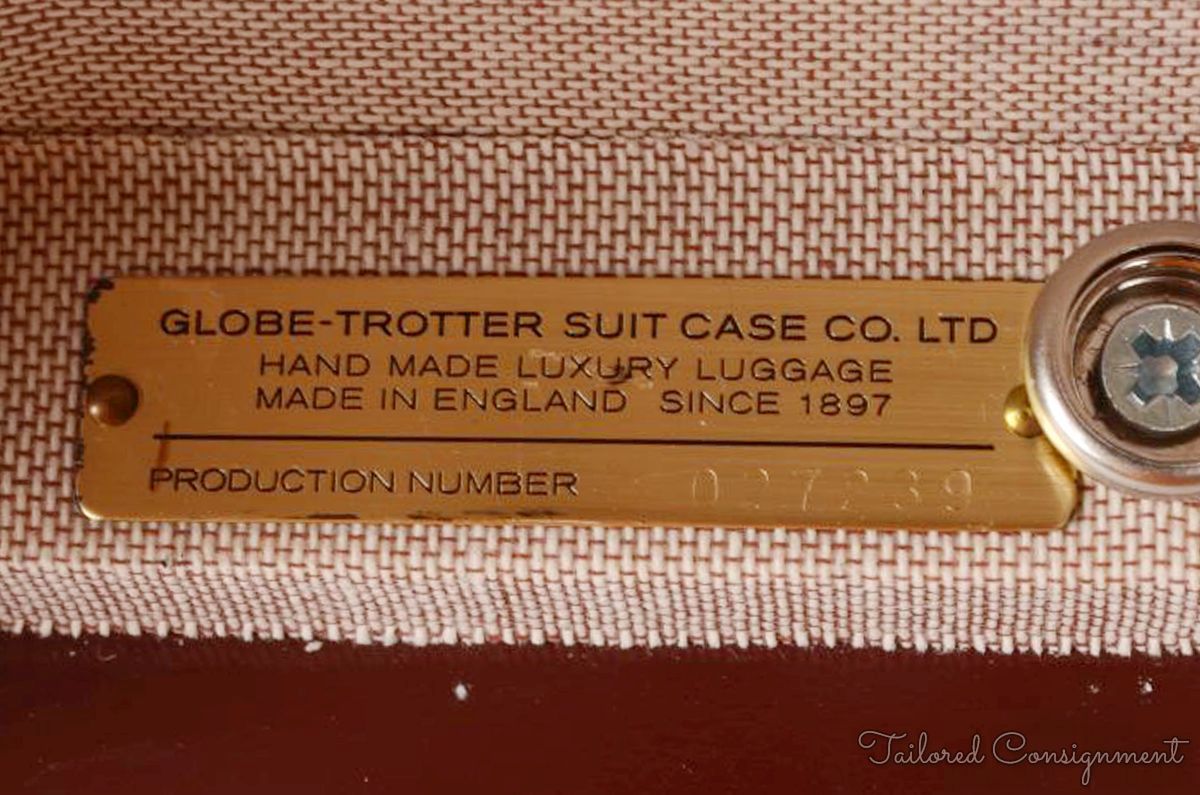 GLOBE-TROTTER SUIT CASE CO. LTD
HAND MADE LUXURY LUGGAGE
MADE IN ENGLAND SINCE 1897
PRODUCTION NUMBER 027239
Tailored Consignment